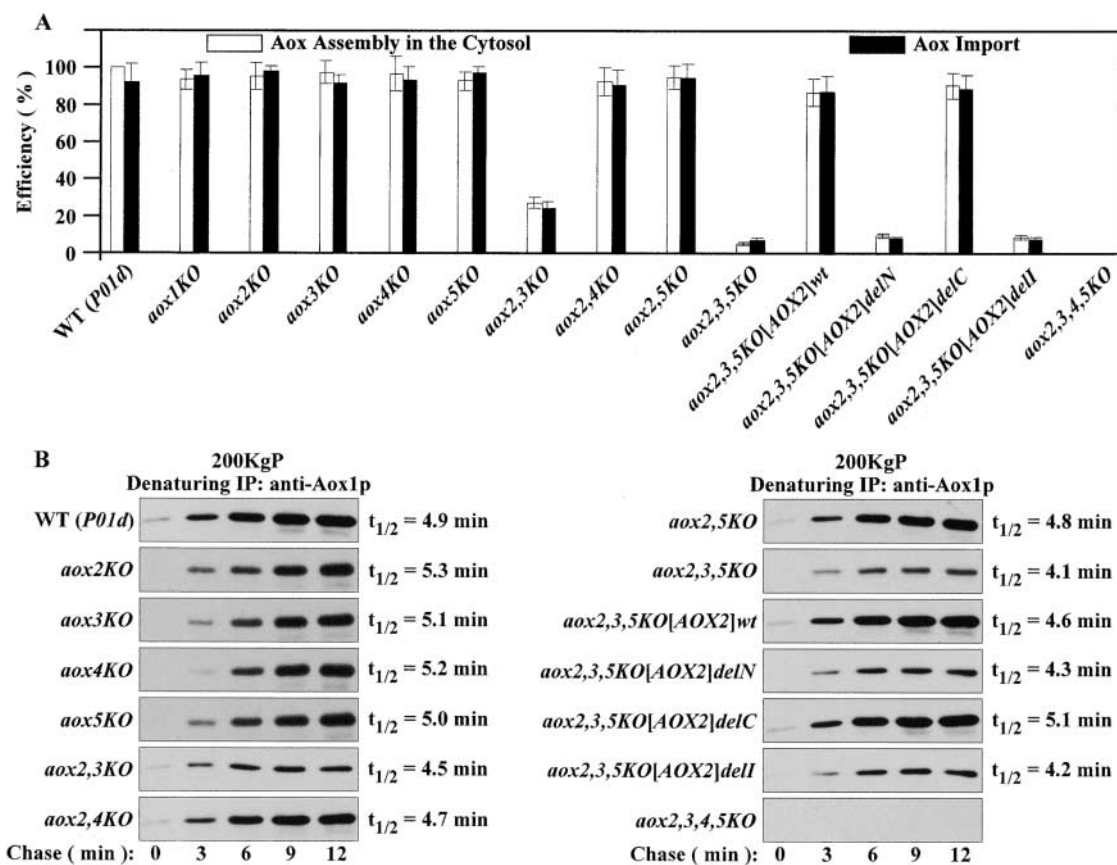 A
Aox Assembly in the Cytosol
Aox Import
Efficiency ( % )
100
80
60
40
20
0
WT (P01d)
aox1KO
aox2KO
aox3KO
aox4KO
aox5KO
aox2,3KO
aox2,4KO
aox2,5KO
aox2,3,5KO
aox2,3,5KO[AOX2]wt
aox2,3,5KO[AOX2]delN
aox2,3,5KO[AOX2]delC
aox2,3,5KO[AOX2]delI
aox2,3,4,5KO
B
200KgP
Denaturing IP: anti-Aox1p
WT (P01d) t1/2 = 4.9 min
aox2KO t1/2 = 5.3 min
aox3KO t1/2 = 5.1 min
aox4KO t1/2 = 5.2 min
aox5KO t1/2 = 5.0 min
aox2,3KO t1/2 = 4.5 min
aox2,4KO t1/2 = 4.7 min
Chase ( min ): 0 3 6 9 12
200KgP
Denaturing IP: anti-Aox1p
aox2,5KO t1/2 = 4.8 min
aox2,3,5KO t1/2 = 4.1 min
aox2,3,5KO[AOX2]wt t1/2 = 4.6 min
aox2,3,5KO[AOX2]delN t1/2 = 4.3 min
aox2,3,5KO[AOX2]delC t1/2 = 5.1 min
aox2,3,5KO[AOX2]delI t1/2 = 4.2 min
aox2,3,4,5KO
Chase ( min ): 0 3 6 9 12